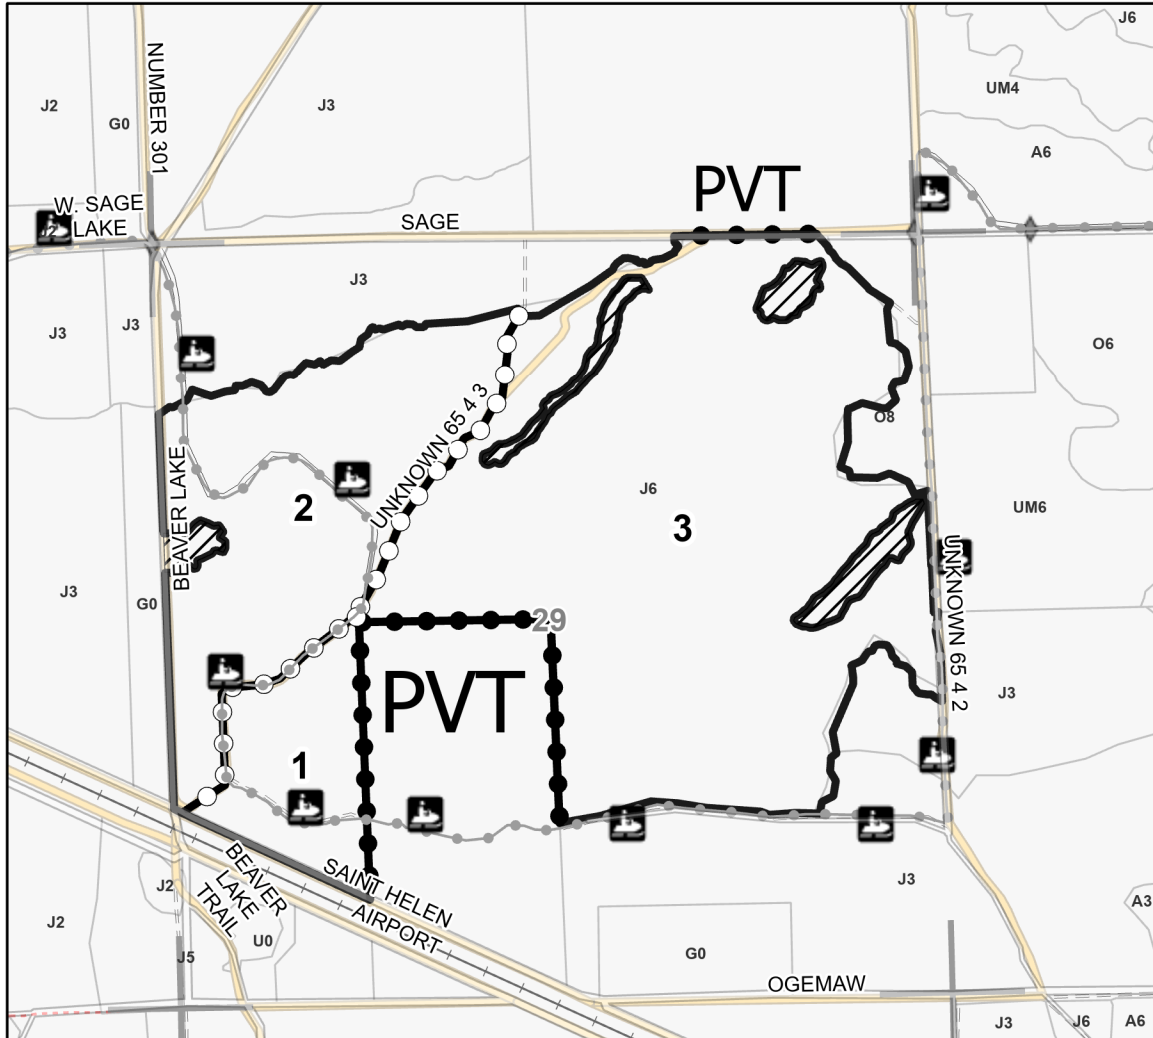 J6
NUMBER 301
J2
G0
J3
UM4
A6
PVT
W. SAGE
LAKE
J2
SAGE
J3
J3
J3
O6
UNKNOWN 65 4 3
O8
BEAVER LAKE
2
J6
3
UM6
UNKNOWN 65 4 2
J3
G0
29
PVT
J3
1
BEAVER
LAKE
TRAIL
SAINT HELEN
AIRPORT
J2
J3
A3
J2
U0
J5
G0
OGEMAW
J3
J6
A6